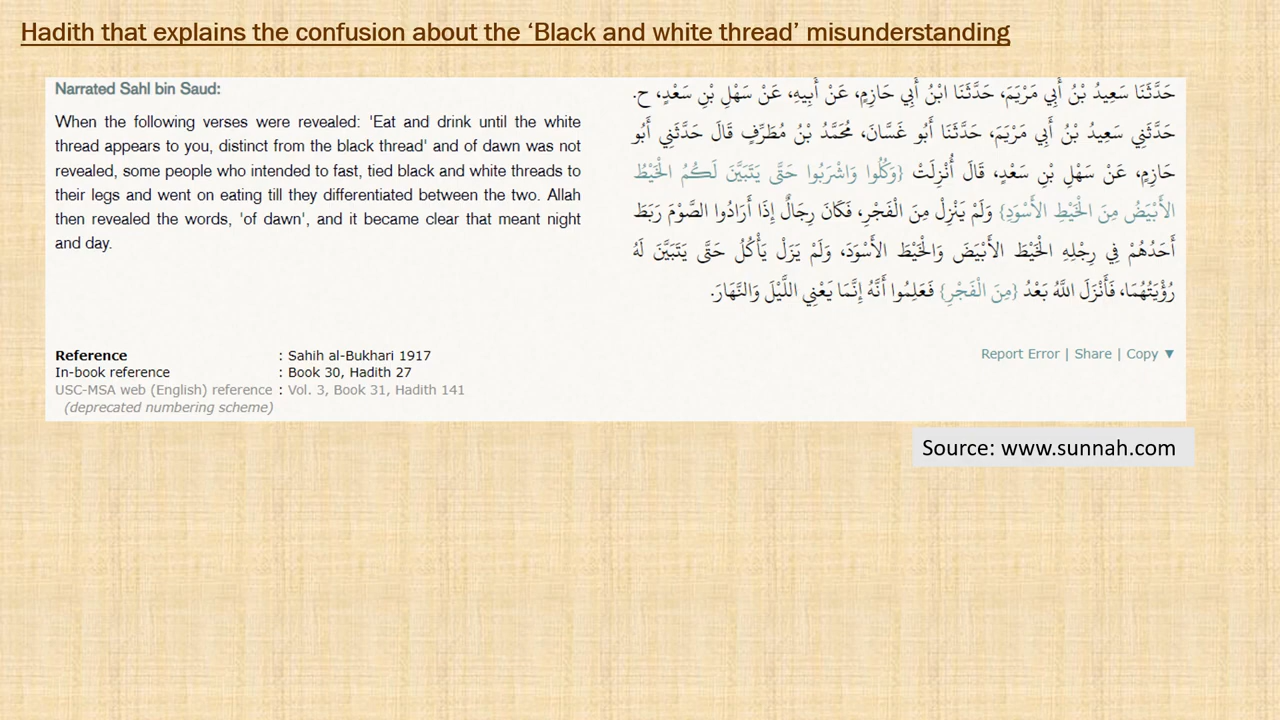 Hadith that explains the confusion about the ‘Black and white thread’ misunderstanding
Narrated Sahl bin Saud:
When the following verses were revealed: 'Eat and drink until the white
thread appears to you, distinct from the black thread' and of dawn was not
revealed, some people who intended to fast, tied black and white threads to
their legs and went on eating till they differentiated between the two. Allah
then revealed the words, 'of dawn', and it became clear that meant night
and day.
حَدَّثَنَا سَعِيدُ بْنُ أَبِي مَرْيَمَ، حَدَّثَنَا ابْنُ أَبِي حَازِمٍ، عَنْ أَبِيهِ، عَنْ سَهْلِ بْنِ سَعْدٍ، ح.
حَدَّثَنِي سَعِيدُ بْنُ أَبِي مَرْيَمَ، حَدَّثَنَا أَبُو غَسَّانَ، مُحَمَّدُ بْنُ مُطَرِّفٍ قَالَ حَدَّثَنِي أَبُو
حَازِمٍ، عَنْ سَهْلِ بْنِ سَعْدٍ، قَالَ أُنْزِلَتْ {وَكُلُوا وَاشْرَبُوا حَتَّى يَتَبَيَّنَ لَكُمُ الْخَيْطُ
الأَبْيَضُ مِنَ الْخَيْطِ الأَسْوَدِ} وَلَمْ يَنْزِلْ مِنَ الْفَجْرِ، فَكَانَ رِجَالٌ إِذَا أَرَادُوا الصَّوْمَ رَبَطَ
أَحَدُهُمْ فِي رِجْلِهِ الْخَيْطَ الأَبْيَضَ وَالْخَيْطَ الأَسْوَدَ، وَلَمْ يَزَلْ يَأْكُلُ حَتَّى يَتَبَيَّنَ لَهُ
رُؤْيَتُهُمَا، فَأَنْزَلَ اللَّهُ بَعْدُ {مِنَ الْفَجْرِ} فَعَلِمُوا أَنَّهُ إِنَّمَا يَعْنِي اللَّيْلَ وَالنَّهَارَ.
Reference : Sahih al-Bukhari 1917
In-book reference : Book 30, Hadith 27
USC-MSA web (English) reference : Vol. 3, Book 31, Hadith 141
(deprecated numbering scheme)
Report Error | Share | Copy ▼
Source: www.sunnah.com